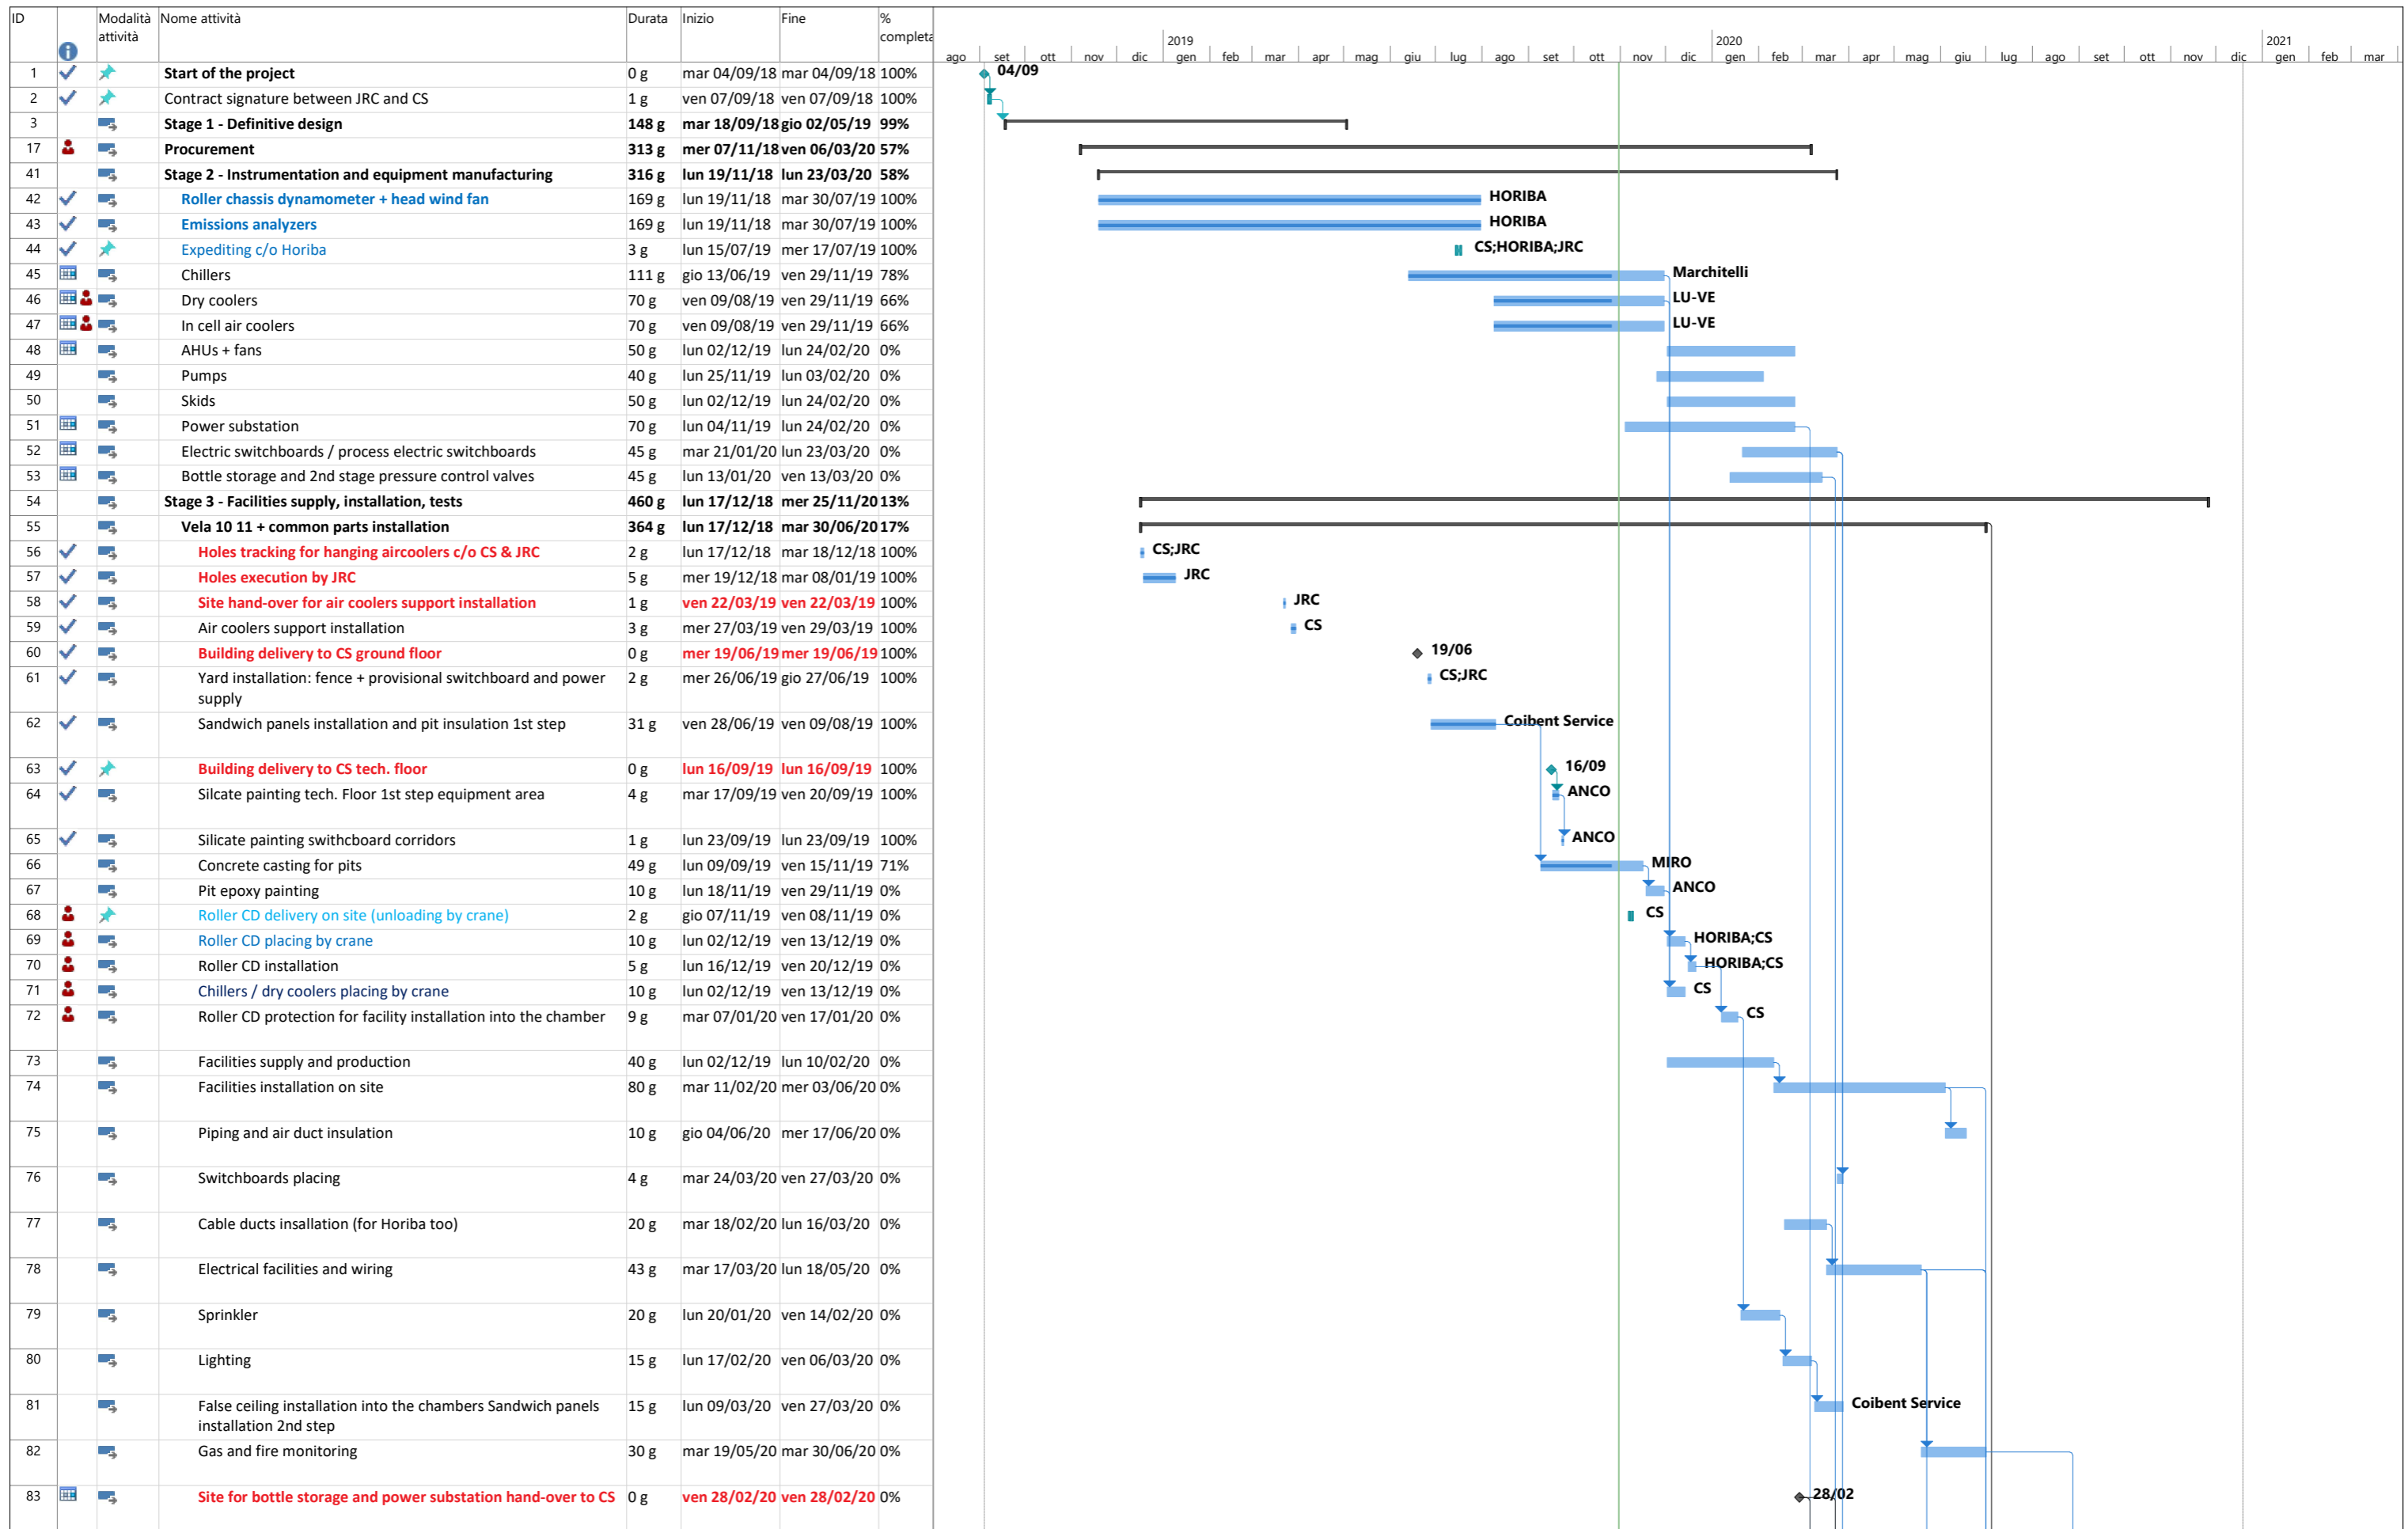 ID Modalità attività Nome attività Durata Inizio Fine % completa
2019 2020 2021
ago set ott nov dic gen feb mar apr mag giu lug ago set ott nov dic gen feb mar apr mag giu lug ago set ott nov dic gen feb mar
1 Start of the project 0 g mar 04/09/18 mar 04/09/18 100% 04/09
2 Contract signature between JRC and CS 1 g ven 07/09/18 ven 07/09/18 100%
3 Stage 1 - Definitive design 148 g mar 18/09/18 gio 02/05/19 99%
17 Procurement 313 g mer 07/11/18 ven 06/03/20 57%
41 Stage 2 - Instrumentation and equipment manufacturing 316 g lun 19/11/18 lun 23/03/20 58%
42 Roller chassis dynamometer + head wind fan 169 g lun 19/11/18 mar 30/07/19 100% HORIBA
43 Emissions analyzers 169 g lun 19/11/18 mar 30/07/19 100% HORIBA
44 Expediting c/o Horiba 3 g lun 15/07/19 mer 17/07/19 100% CS;HORIBA;JRC
45 Chillers 111 g gio 13/06/19 ven 29/11/19 78% Marchitelli
46 Dry coolers 70 g ven 09/08/19 ven 29/11/19 66% LU-VE
47 In cell air coolers 70 g ven 09/08/19 ven 29/11/19 66% LU-VE
48 AHUs + fans 50 g lun 02/12/19 lun 24/02/20 0%
49 Pumps 40 g lun 25/11/19 lun 03/02/20 0%
50 Skids 50 g lun 02/12/19 lun 24/02/20 0%
51 Power substation 70 g lun 04/11/19 lun 24/02/20 0%
52 Electric switchboards / process electric switchboards 45 g mar 21/01/20 lun 23/03/20 0%
53 Bottle storage and 2nd stage pressure control valves 45 g lun 13/01/20 ven 13/03/20 0%
54 Stage 3 - Facilities supply, installation, tests 460 g lun 17/12/18 mer 25/11/20 13%
55 Vela 10 11 + common parts installation 364 g lun 17/12/18 mar 30/06/20 17%
56 Holes tracking for hanging aircoolers c/o CS & JRC 2 g lun 17/12/18 mar 18/12/18 100% CS;JRC
57 Holes execution by JRC 5 g mer 19/12/18 mar 08/01/19 100% JRC
58 Site hand-over for air coolers support installation 1 g ven 22/03/19 ven 22/03/19 100% JRC
59 Air coolers support installation 3 g mer 27/03/19 ven 29/03/19 100% CS
60 Building delivery to CS ground floor 0 g mer 19/06/19 mer 19/06/19 100% 19/06
61 Yard installation: fence + provisional switchboard and power 2 g mer 26/06/19 gio 27/06/19 100% CS;JRC
supply
62 Sandwich panels installation and pit insulation 1st step 31 g ven 28/06/19 ven 09/08/19 100% Coibent Service
63 Building delivery to CS tech. floor 0 g lun 16/09/19 lun 16/09/19 100% 16/09
64 Silcate painting tech. Floor 1st step equipment area 4 g mar 17/09/19 ven 20/09/19 100% ANCO
65 Silicate painting swithcboard corridors 1 g lun 23/09/19 lun 23/09/19 100% ANCO
66 Concrete casting for pits 49 g lun 09/09/19 ven 15/11/19 71% MIRO
67 Pit epoxy painting 10 g lun 18/11/19 ven 29/11/19 0% ANCO
68 Roller CD delivery on site (unloading by crane) 2 g gio 07/11/19 ven 08/11/19 0% CS
69 Roller CD placing by crane 10 g lun 02/12/19 ven 13/12/19 0% HORIBA;CS
70 Roller CD installation 5 g lun 16/12/19 ven 20/12/19 0% HORIBA;CS
71 Chillers / dry coolers placing by crane 10 g lun 02/12/19 ven 13/12/19 0% CS
72 Roller CD protection for facility installation into the chamber 9 g mar 07/01/20 ven 17/01/20 0% CS
73 Facilities supply and production 40 g lun 02/12/19 lun 10/02/20 0%
74 Facilities installation on site 80 g mar 11/02/20 mer 03/06/20 0%
75 Piping and air duct insulation 10 g gio 04/06/20 mer 17/06/20 0%
76 Switchboards placing 4 g mar 24/03/20 ven 27/03/20 0%
77 Cable ducts insallation (for Horiba too) 20 g mar 18/02/20 lun 16/03/20 0%
78 Electrical facilities and wiring 43 g mar 17/03/20 lun 18/05/20 0%
79 Sprinkler 20 g lun 20/01/20 ven 14/02/20 0%
80 Lighting 15 g lun 17/02/20 ven 06/03/20 0%
81 False ceiling installation into the chambers Sandwich panels 15 g lun 09/03/20 ven 27/03/20 0% Coibent Service
installation 2nd step
82 Gas and fire monitoring 30 g mar 19/05/20 mar 30/06/20 0%
83 Site for bottle storage and power substation hand-over to CS 0 g ven 28/02/20 ven 28/02/20 0% 28/02